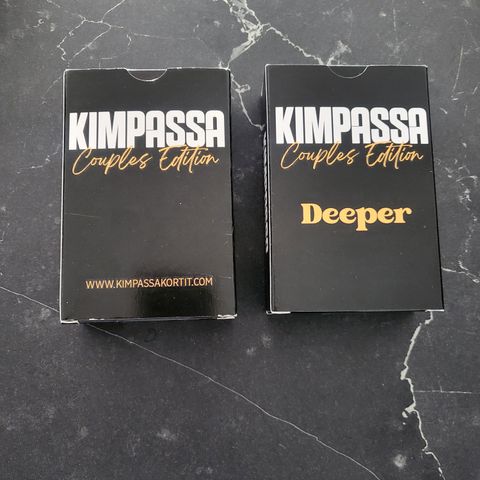 KIMPASSA
Couples Edition
WWW.KIMPASSAKORTIT.COM
KIMPASSA
Couples Edition
Deeper